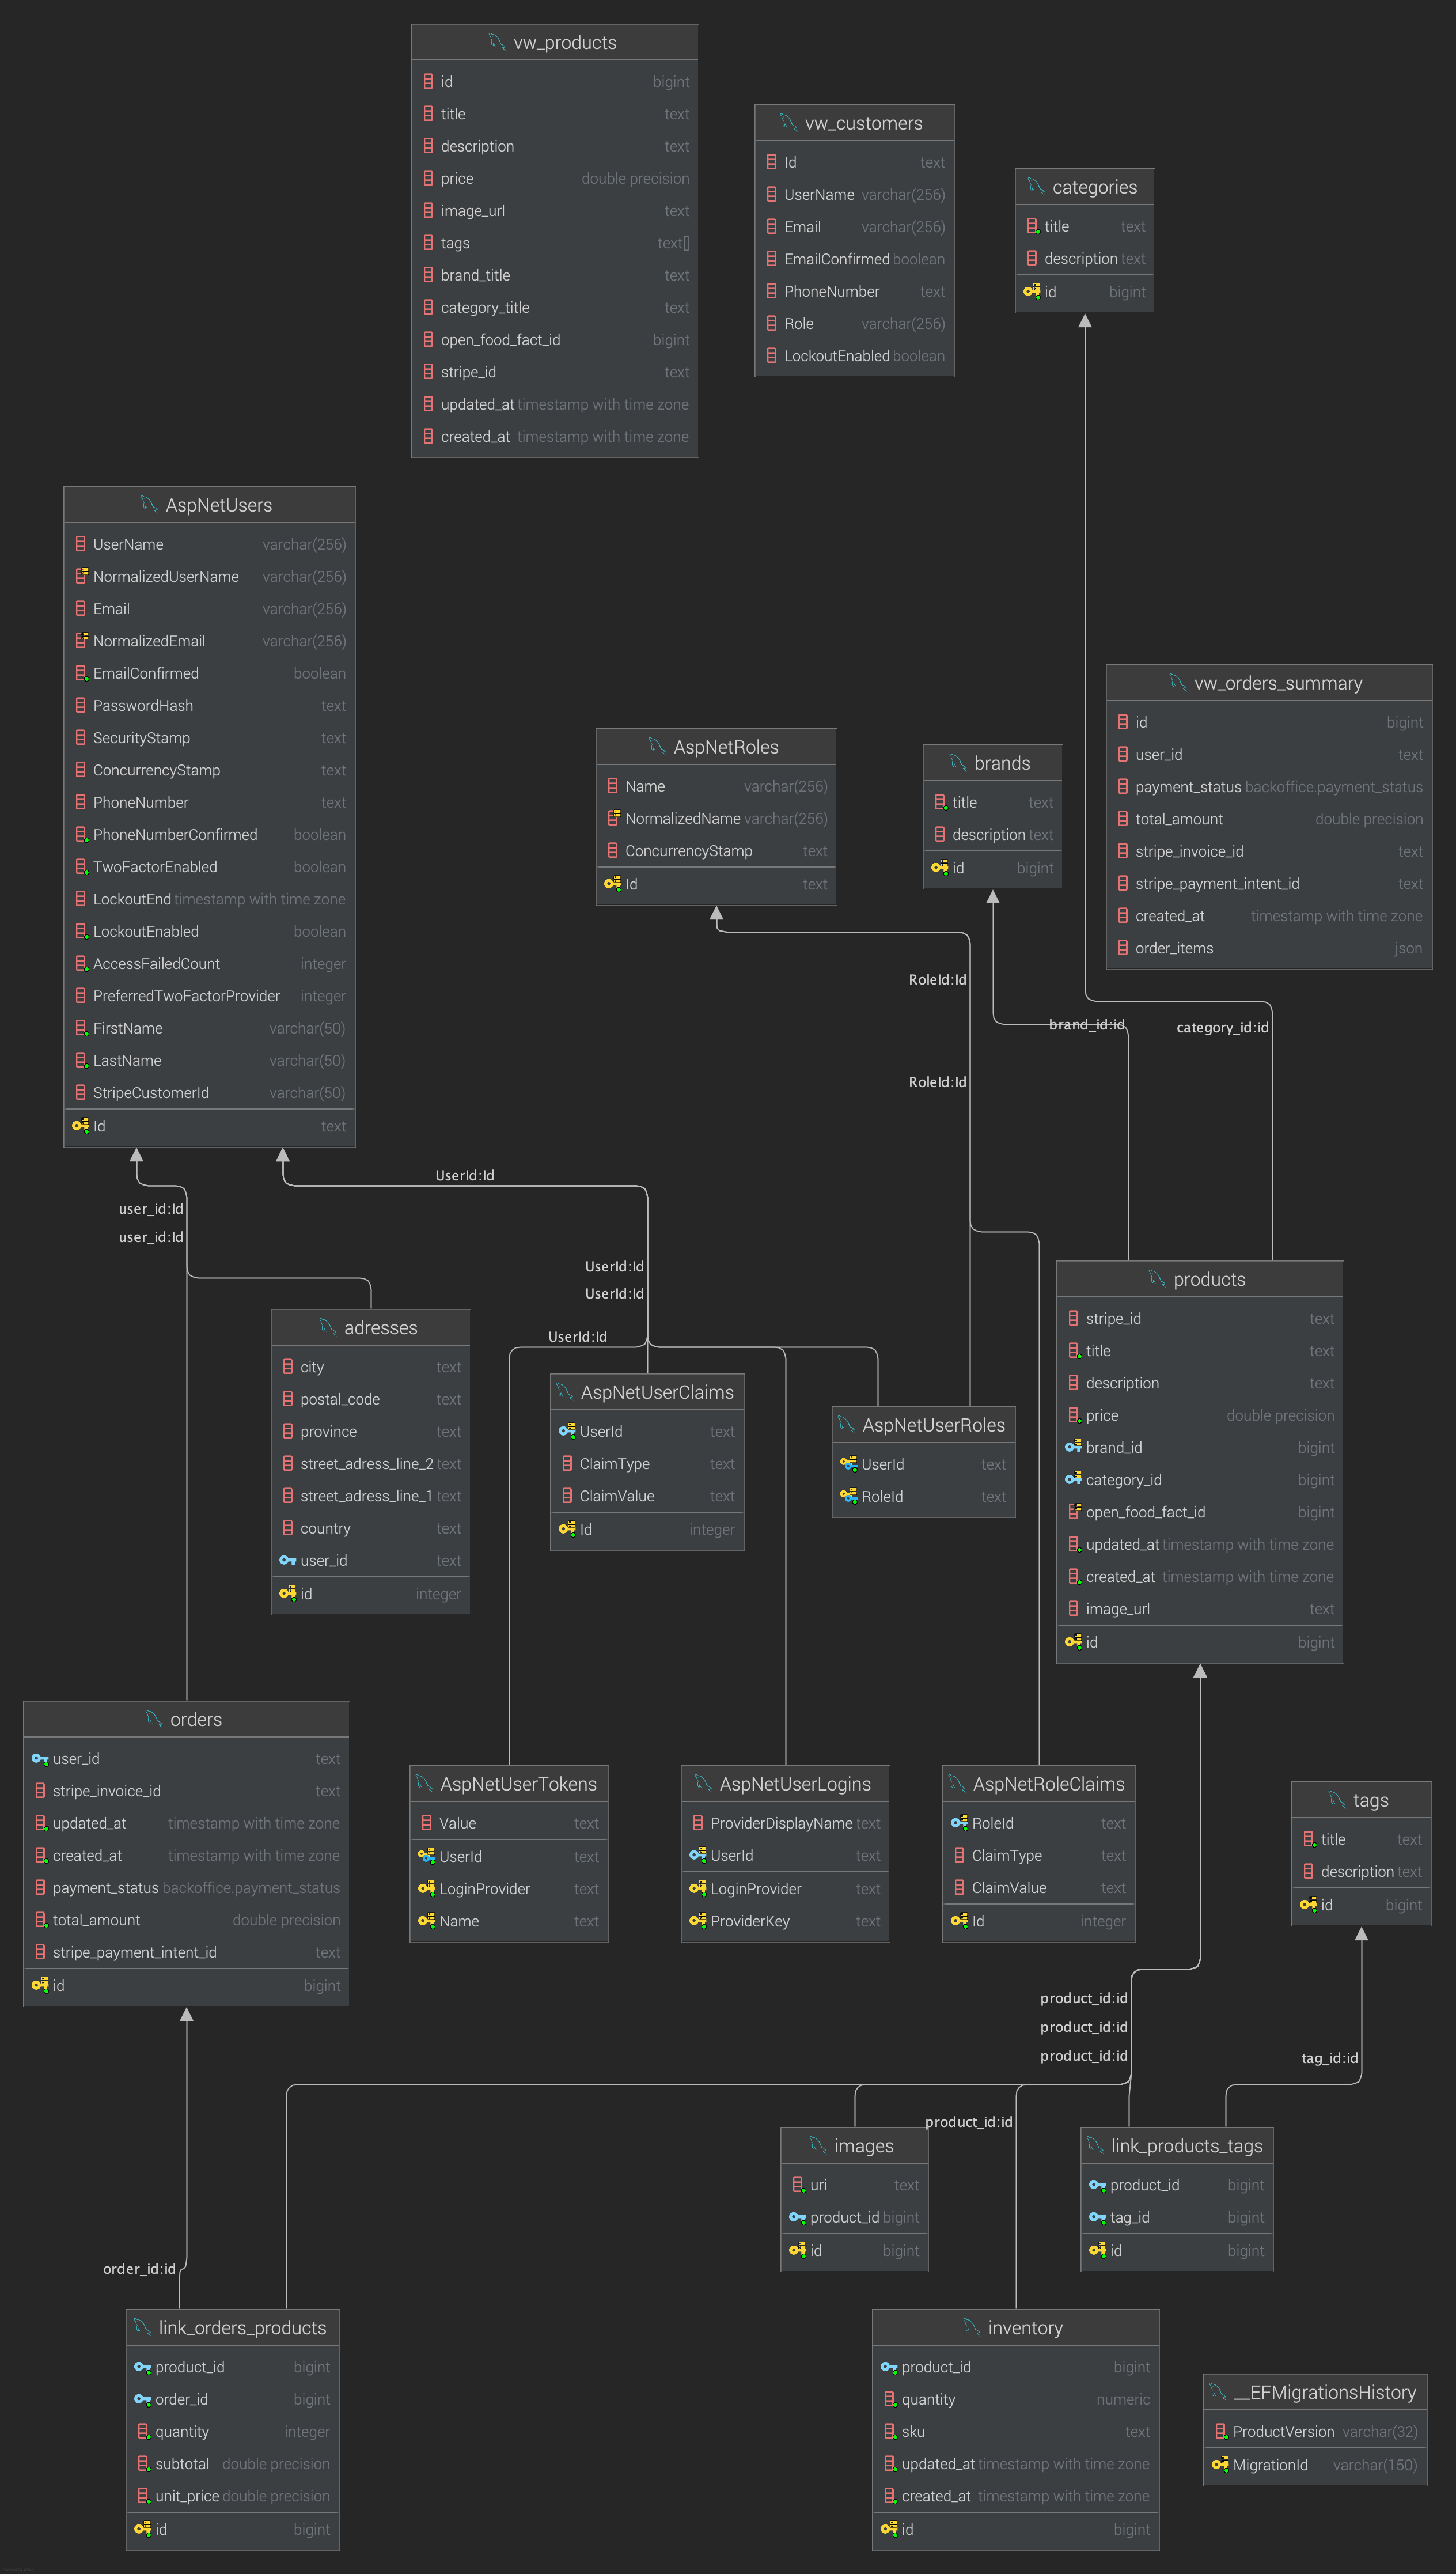 vw_products
id bigint
title text
description text
price double precision
image_url text
tags text[]
brand_title text
category_title text
open_food_fact_id bigint
stripe_id text
updated_at timestamp with time zone
created_at timestamp with time zone
vw_customers
Id text
UserName varchar(256)
Email varchar(256)
EmailConfirmed boolean
PhoneNumber text
Role varchar(256)
LockoutEnabled boolean
categories
title text
description text
id bigint
AspNetUsers
UserName varchar(256)
NormalizedUserName varchar(256)
Email varchar(256)
NormalizedEmail varchar(256)
EmailConfirmed boolean
PasswordHash text
SecurityStamp text
ConcurrencyStamp text
PhoneNumber text
PhoneNumberConfirmed boolean
TwoFactorEnabled boolean
LockoutEnd timestamp with time zone
LockoutEnabled boolean
AccessFailedCount integer
PreferredTwoFactorProvider integer
FirstName varchar(50)
LastName varchar(50)
StripeCustomerId varchar(50)
Id text
AspNetRoles
Name varchar(256)
NormalizedName varchar(256)
ConcurrencyStamp text
Id text
brands
title text
description text
id bigint
vw_orders_summary
id bigint
user_id text
payment_status backoffice.payment_status
total_amount double precision
stripe_invoice_id text
stripe_payment_intent_id text
created_at timestamp with time zone
order_items json
RoleId:Id
brand_id:id
category_id:id
RoleId:Id
UserId:Id
user_id:Id
user_id:Id
UserId:Id
UserId:Id
UserId:Id
adresses
city text
postal_code text
province text
street_adress_line_2 text
street_adress_line_1 text
country text
user_id text
id integer
AspNetUserClaims
UserId text
ClaimType text
ClaimValue text
Id integer
AspNetUserRoles
UserId text
RoleId text
products
stripe_id text
title text
description text
price double precision
brand_id bigint
category_id bigint
open_food_fact_id bigint
updated_at timestamp with time zone
created_at timestamp with time zone
image_url text
id bigint
orders
user_id text
stripe_invoice_id text
updated_at timestamp with time zone
created_at timestamp with time zone
payment_status backoffice.payment_status
total_amount double precision
stripe_payment_intent_id text
id bigint
AspNetUserTokens
Value text
UserId text
LoginProvider text
Name text
AspNetUserLogins
ProviderDisplayName text
UserId text
LoginProvider text
ProviderKey text
AspNetRoleClaims
RoleId text
ClaimType text
ClaimValue text
Id integer
tags
title text
description text
id bigint
product_id:id
product_id:id
product_id:id
tag_id:id
product_id:id
images
uri text
product_id bigint
id bigint
link_products_tags
product_id bigint
tag_id bigint
id bigint
order_id:id
link_orders_products
product_id bigint
order_id bigint
quantity integer
subtotal double precision
unit_price double precision
id bigint
inventory
product_id bigint
quantity numeric
sku text
updated_at timestamp with time zone
created_at timestamp with time zone
id bigint
__EFMigrationsHistory
ProductVersion varchar(32)
MigrationId varchar(150)